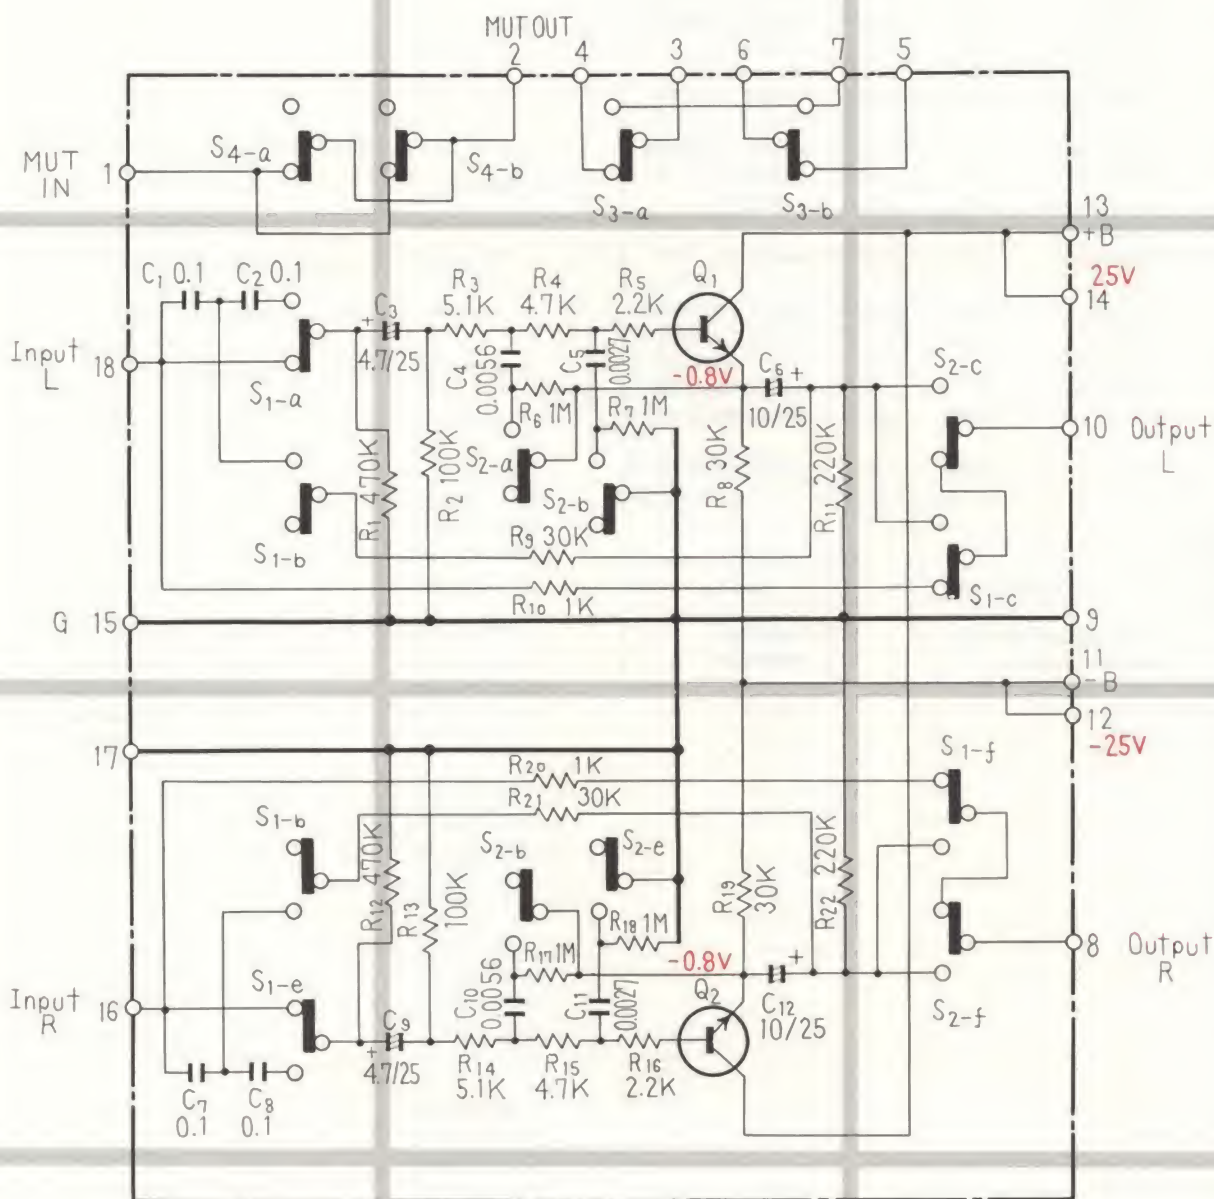 MUT OUT
2 4 3 6 7 5
MUT IN 1
S4-a
S4-b
S3-a
S3-b
13
+B
25V
14
C1 0.1
C2 0.1
C3
4.7/25
R3
5.1K
R4
4.7K
R5
2.2K
Q1
Input
L
18
S1-a
C4
0.0056
C5
0.0027
-0.8V
C6 +
10/25
S2-c
R6 1M
R7 1M
10 Output
L
S2-a
S2-b
R1 470K
R2 100K
R8 30K
R11 220K
S1-b
R9 30K
R10 1K
S1-c
G 15
9
11
-B
12
-25V
17
R20 1K
R21 30K
S1-f
S1-b
S2-b
S2-e
R12 470K
R13 100K
R19 30K
R22 220K
R17 1M
R18 1M
-0.8V
8 Output
R
Input
R
16
S1-e
C10
0.0056
C11
0.0027
Q2
C12
10/25
+
S2-f
C9
+
4.7/25
R14
5.1K
R15
4.7K
R16
2.2K
C7
0.1
C8
0.1